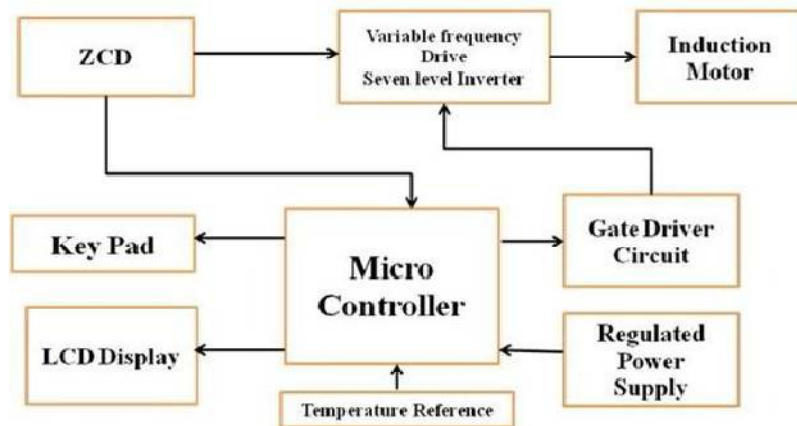 ZCD
Variable frequency
Drive
Seven level Inverter
Induction
Motor
Key Pad
Micro
Controller
Gate Driver
Circuit
LCD Display
Regulated
Power
Supply
Temperature Reference